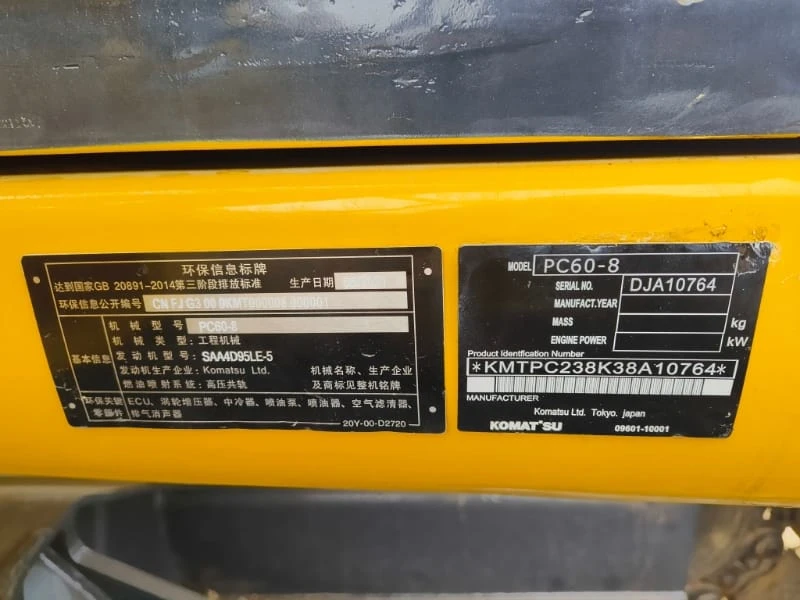 环保信息标牌
达到国家GB 20891-2014第三阶段排放标准 生产日期
环保信息公开编号 CN FJ G3 00 0KMT000008 000001
基本信息
机械型号 PC60-8
机械类型：工程机械
发动机型号 SAA4D95LE-5
发动机生产企业：Komatsu Ltd. 机械名称、生产企业
燃油喷射系统：高压共轨 及商标见整机铭牌
环保关键 ECU、涡轮增压器、中冷器、喷油泵、喷油器、空气滤清器、
零部件 排气消声器
20Y-00-D2720
MODEL PC60-8
SERIAL NO. DJA10764
MANUFACT.YEAR
MASS kg
ENGINE POWER kW
Product Identification Number
*KMTPC238K38A10764*
MANUFACTURER
Komatsu Ltd. Tokyo. japan
KOMATSU 09601-10001